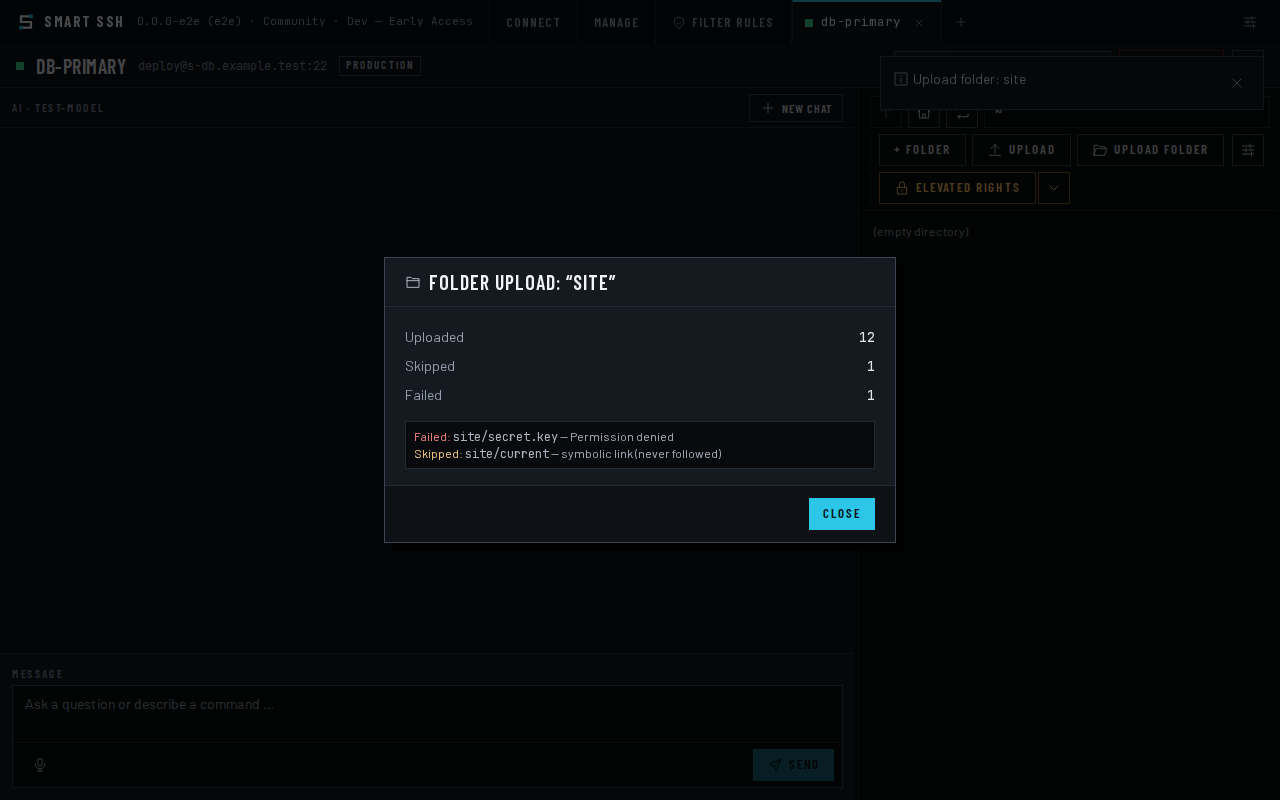 SMART SSH 0.0.0-e2e (e2e) · Community · Dev — Early Access CONNECT MANAGE FILTER RULES db-primary
DB-PRIMARY deploy@s-db.example.test:22 PRODUCTION
Upload folder: site
AI · TEST-MODEL NEW CHAT
~
+ FOLDER UPLOAD UPLOAD FOLDER
ELEVATED RIGHTS
(empty directory)
FOLDER UPLOAD: “SITE”
Uploaded 12
Skipped 1
Failed 1
Failed: site/secret.key — Permission denied
Skipped: site/current — symbolic link (never followed)
CLOSE
MESSAGE
Ask a question or describe a command ...
SEND